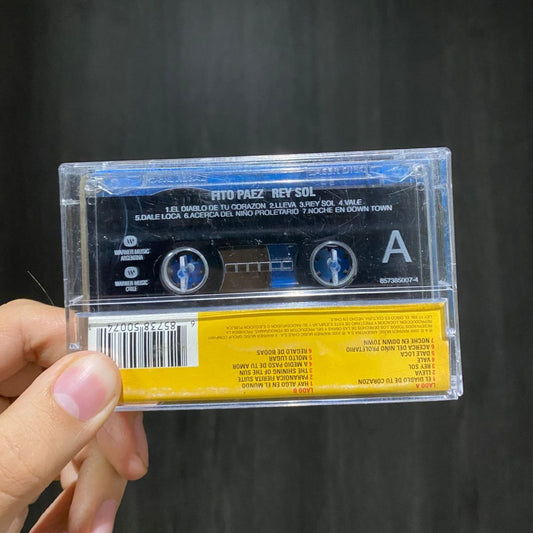 FITO PAEZ REY SOL
1.EL DIABLO DE TU CORAZON 2.LLEVA 3.REY SOL 4.VALE
5.DALE LOCA 6.ACERCA DEL NIÑO PROLETARIO 7.NOCHE EN DOWN TOWN
A
WARNER MUSIC
ARGENTINA
WARNER MUSIC
CHILE
857385007-4
LADO A
1 EL DIABLO DE TU CORAZON
2 LLEVA
3 REY SOL
4 VALE
5 DALE LOCA
6 ACERCA DEL NIÑO PROLETARIO
7 NOCHE EN DOWN TOWN
LADO B
1 HAY ALGO EN EL MUNDO
2 PARANOICA FIERITA SUITE
3 THE SHINING OF THE SUN
4 A MEDIO PASO DE TU AMOR
5 MOLTO LUGAR
6 REGALO DE BODAS